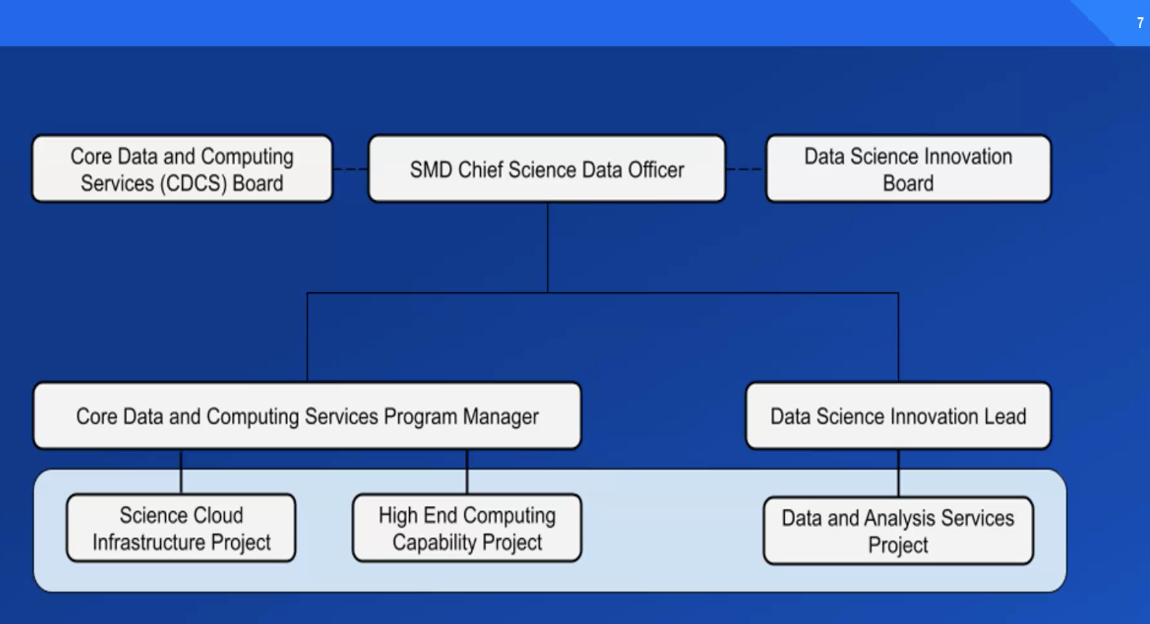 7
Core Data and Computing
Services (CDCS) Board
SMD Chief Science Data Officer
Data Science Innovation
Board
Core Data and Computing Services Program Manager
Data Science Innovation Lead
Science Cloud
Infrastructure Project
High End Computing
Capability Project
Data and Analysis Services
Project